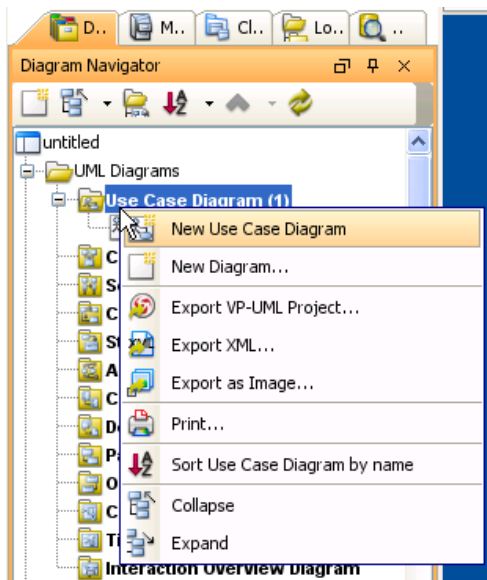 D.. M.. Cl.. Lo.. ..
Diagram Navigator
untitled
UML Diagrams
Use Case Diagram (1)
New Use Case Diagram
New Diagram...
Export VP-UML Project...
Export XML...
Export as Image...
Print...
Sort Use Case Diagram by name
Collapse
Expand
C
S
C
St
A
C
D
P
O
C
Ti
Interaction Overview Diagram